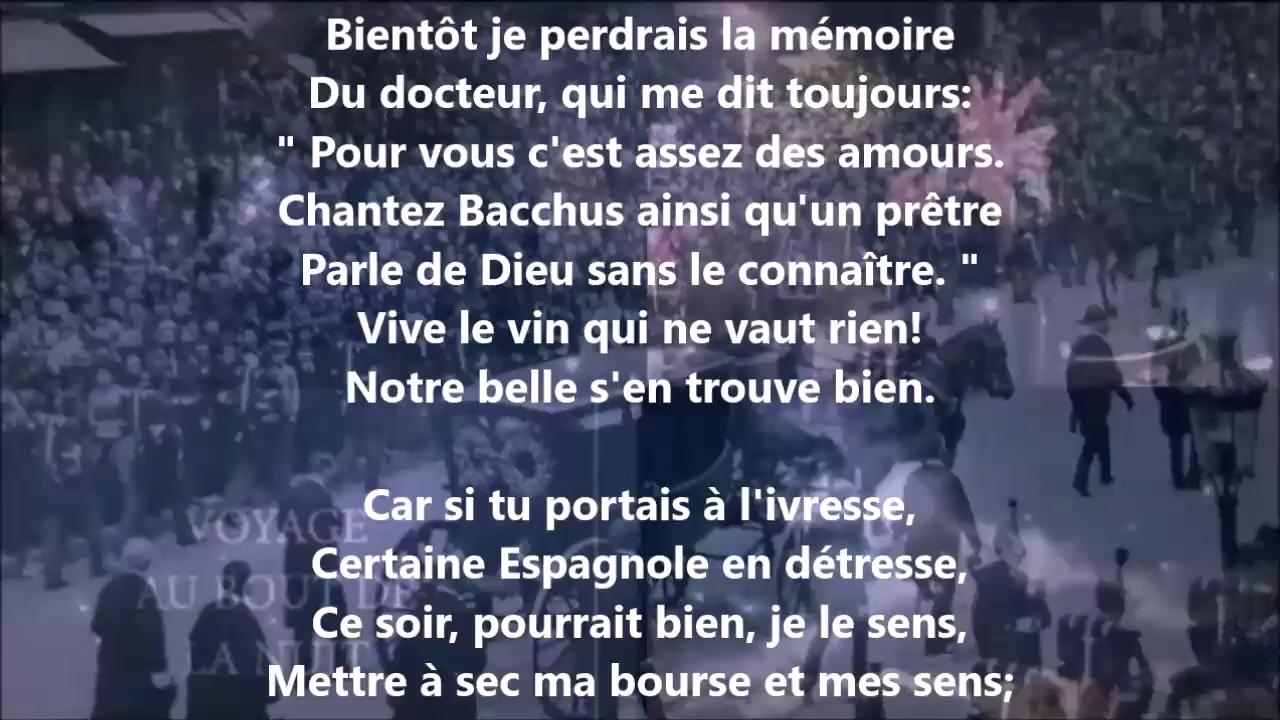 Bientôt je perdrais la mémoire
Du docteur, qui me dit toujours:
" Pour vous c'est assez des amours.
Chantez Bacchus ainsi qu'un prêtre
Parle de Dieu sans le connaître. "
Vive le vin qui ne vaut rien!
Notre belle s'en trouve bien.
Car si tu portais à l'ivresse,
Certaine Espagnole en détresse,
Ce soir, pourrait bien, je le sens,
Mettre à sec ma bourse et mes sens;
VOYAGE
AU BOUT DE
LA NUIT